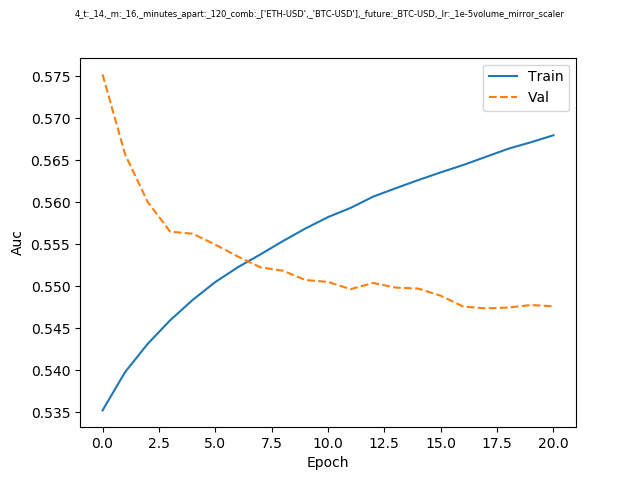 4_t:_14,_m:_16,_minutes_apart:_120_comb:_['ETH-USD',_'BTC-USD'],_future:_BTC-USD,_lr:_1e-5volume_mirror_scaler
Train
Val
0.575
0.570
0.565
0.560
0.555
0.550
0.545
0.540
0.535
Auc
0.0 2.5 5.0 7.5 10.0 12.5 15.0 17.5 20.0
Epoch